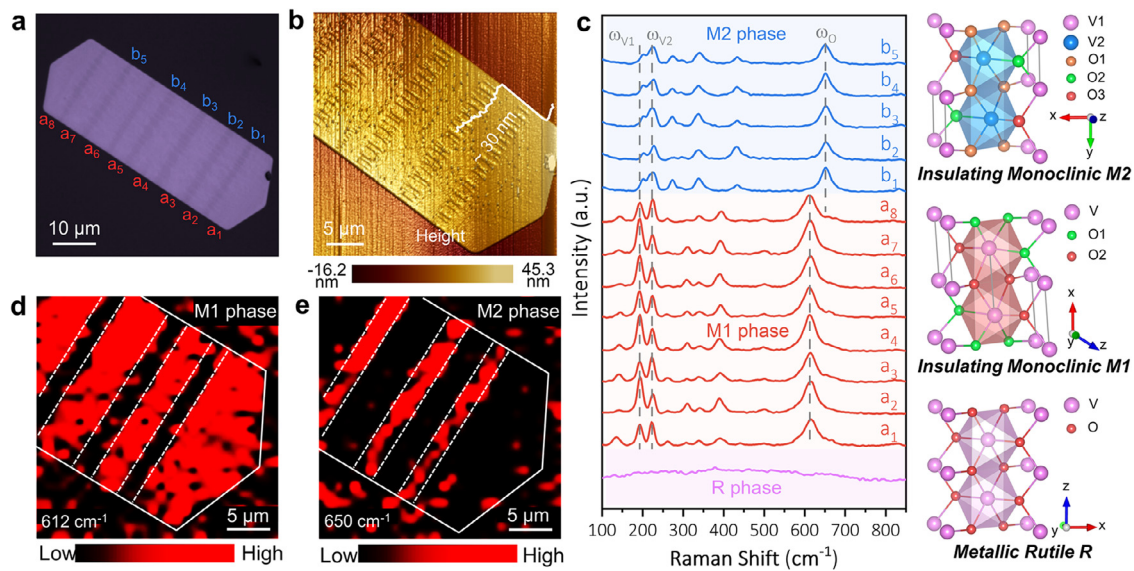 a
b₅
b₄
b₃
b₂
b₁
a₈
a₇
a₆
a₅
a₄
a₃
a₂
a₁
10 μm
b
~ 30 nm
5 μm
Height
-16.2 nm
45.3 nm
c
ω_V1
ω_V2
M2 phase
ω_O
b₅
b₄
b₃
b₂
b₁
a₈
a₇
a₆
a₅
M1 phase
a₄
a₃
a₂
a₁
R phase
Intensity (a.u.)
100 200 300 400 500 600 700 800
Raman Shift (cm⁻¹)
V1
V2
O1
O2
O3
x
z
y
Insulating Monoclinic M2
V
O1
O2
x
y
z
Insulating Monoclinic M1
V
O
z
y
x
Metallic Rutile R
d
M1 phase
612 cm⁻¹
5 μm
Low
High
e
M2 phase
650 cm⁻¹
5 μm
Low
High